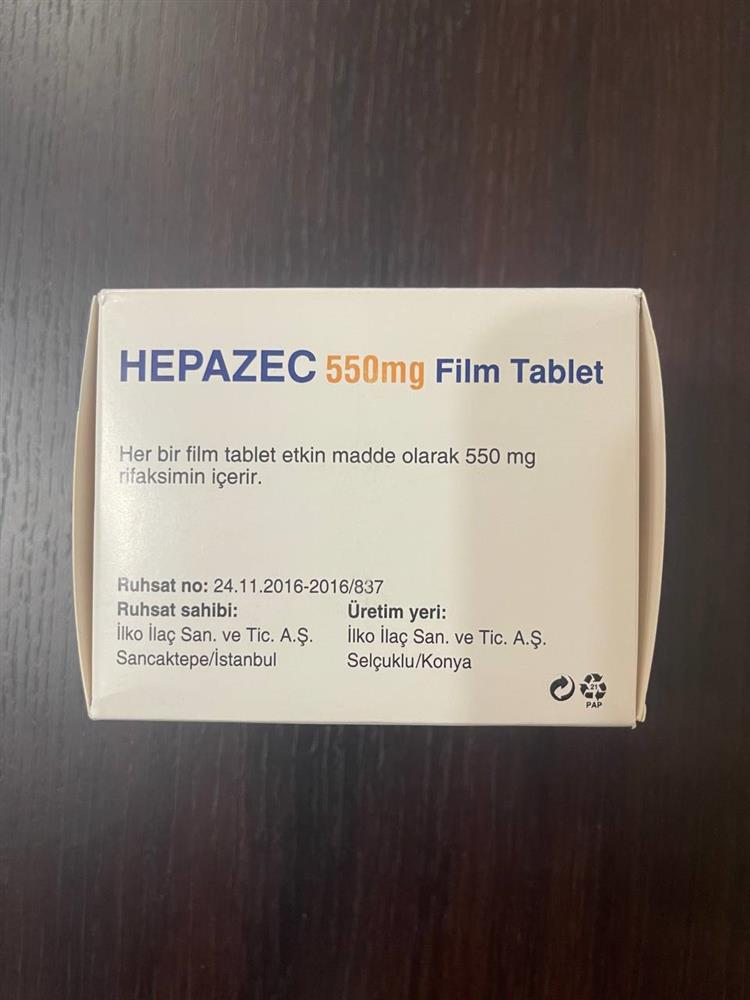 HEPAZEC 550mg Film Tablet
Her bir film tablet etkin madde olarak 550 mg
rifaksimin içerir.
Ruhsat no: 24.11.2016-2016/837
Ruhsat sahibi:
İlko İlaç San. ve Tic. A.Ş.
Sancaktepe/İstanbul
Üretim yeri:
İlko İlaç San. ve Tic. A.Ş.
Selçuklu/Konya
21
PAP